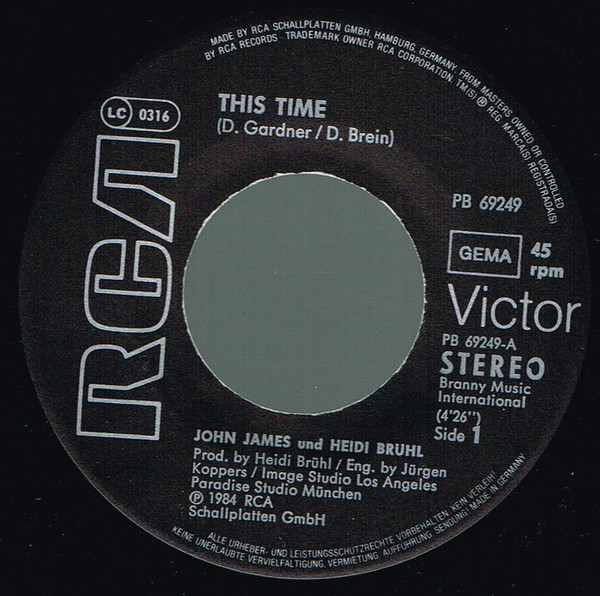 MADE BY RCA SCHALLPLATTEN GMBH, HAMBURG, GERMANY, FROM MASTERS OWNED OR CONTROLLED
BY RCA RECORDS · TRADEMARK OWNER RCA CORPORATION. TM(S) ® REG. MARCA(S) REGISTRADA(S)
LC 0316
THIS TIME
(D. Gardner / D. Brein)
RCA
PB 69249
GEMA
45
rpm
Victor
PB 69249-A
STEREO
Branny Music
International
(4'26")
Side 1
JOHN JAMES und HEIDI BRÜHL
Prod. by Heidi Brühl / Eng. by Jürgen
Koppers / Image Studio Los Angeles
Paradise Studio München
℗ 1984 RCA
Schallplatten GmbH
ALLE URHEBER- UND LEISTUNGSSCHUTZRECHTE VORBEHALTEN KEIN VERLEIH!
KEINE UNERLAUBTE VERVIELFÄLTIGUNG, VERMIETUNG, AUFFÜHRUNG, SENDUNG! MADE IN GERMANY